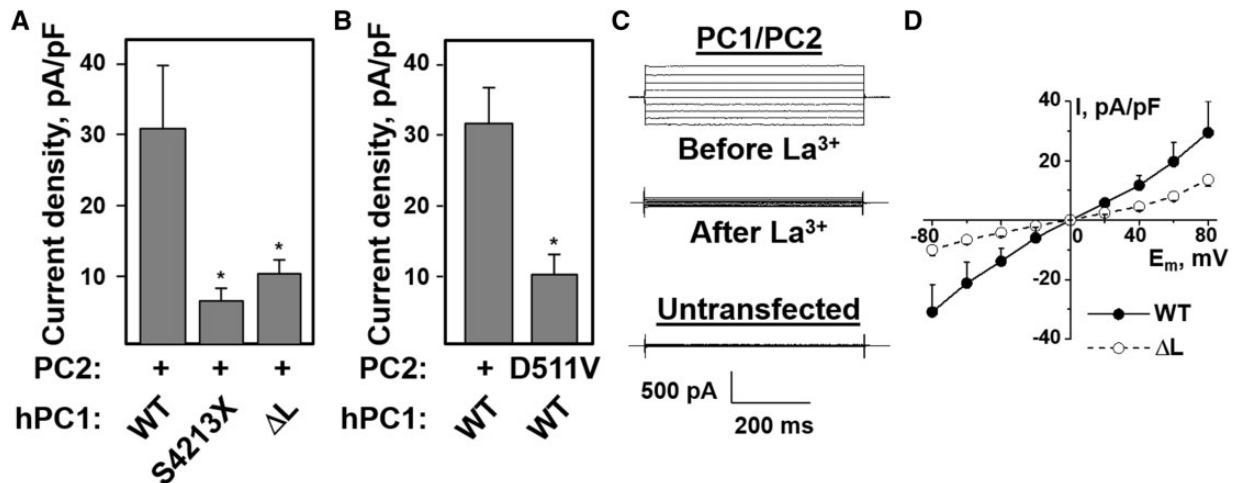 A
Current density, pA/pF
40
30
20
10
PC2: + + +
hPC1: WT S4213X ΔL
* *
B
Current density, pA/pF
40
30
20
10
*
PC2: + D511V
hPC1: WT WT
C
PC1/PC2
Before La³⁺
After La³⁺
Untransfected
500 pA
200 ms
D
I, pA/pF
40
20
-80 -40 0 40 80
Eₘ, mV
-20
-40
WT
ΔL